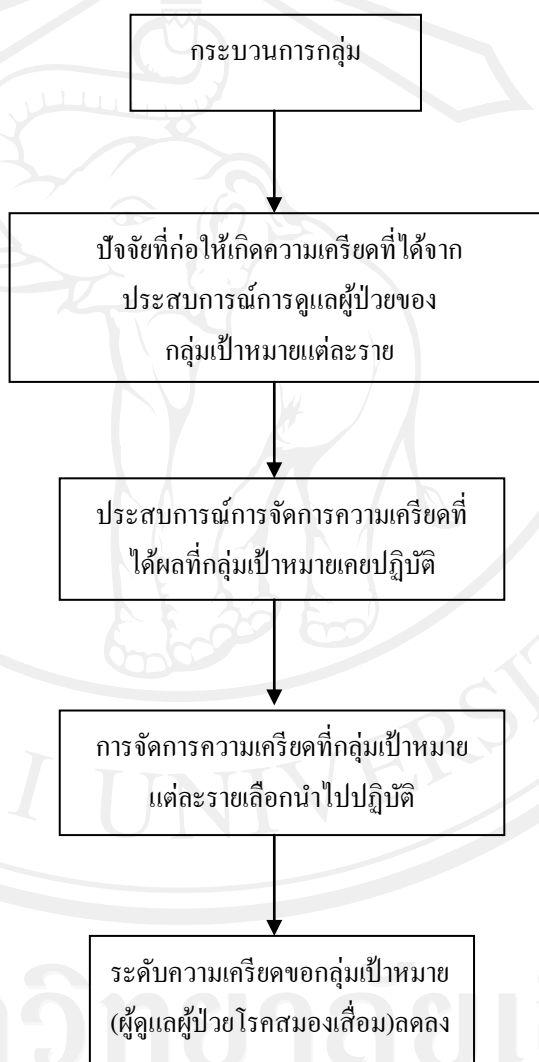 กระบวนการกลุ่ม
ปัจจัยที่ก่อให้เกิดความเครียดที่ได้จาก
ประสบการณ์การดูแลผู้ป่วยของ
กลุ่มเป้าหมายแต่ละราย
ประสบการณ์การจัดการความเครียดที่
ได้ผลที่กลุ่มเป้าหมายเคยปฏิบัติ
การจัดการความเครียดที่กลุ่มเป้าหมาย
แต่ละรายเลือกนำไปปฏิบัติ
ระดับความเครียดขอกลุ่มเป้าหมาย
(ผู้ดูแลผู้ป่วยโรคสมองเสื่อม)ลดลง